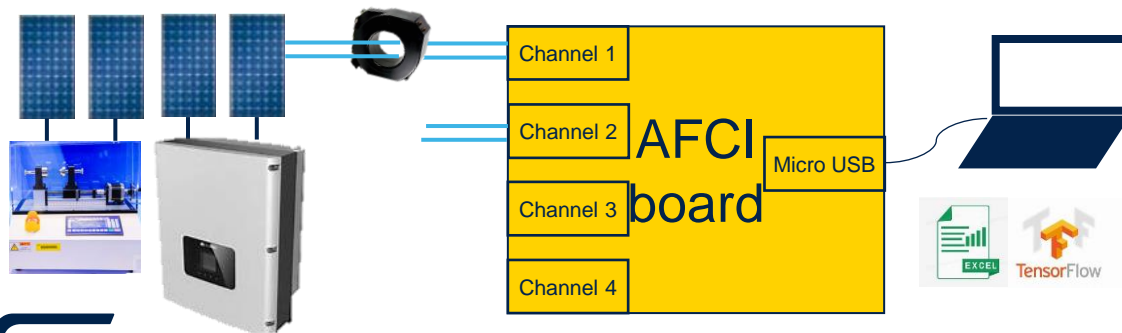 Channel 1
Channel 2
Channel 3
Channel 4
AFCI
board
Micro USB
EXCEL
TensorFlow